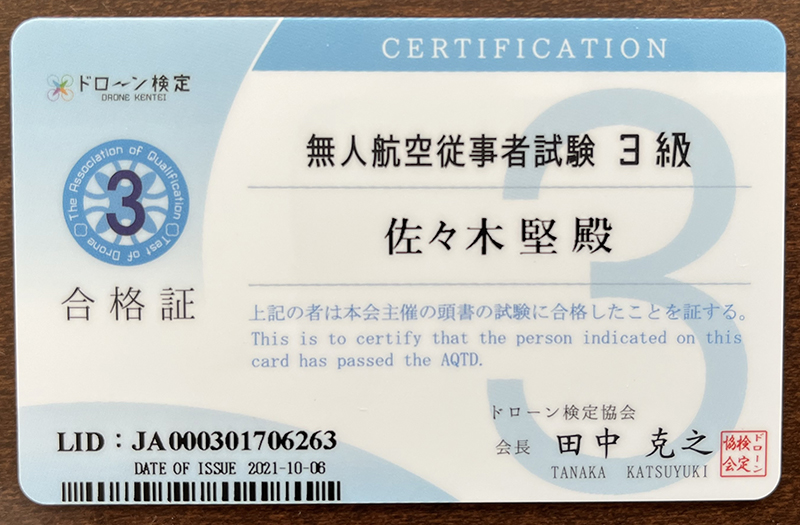 CERTIFICATION
ドローン検定
DRONE KENTEI
The Association of Qualification
Test of Drone
3
無人航空従事者試験 3級
佐々木 堅 殿
合格証
上記の者は本会主催の頭書の試験に合格したことを証する。
This is to certify that the person indicated on this
card has passed the AQTD.
3
ドローン検定協会
会長 田中 克之
TANAKA KATSUYUKI
ドローン
検定
協会
LID：JA000301706263
DATE OF ISSUE 2021-10-06